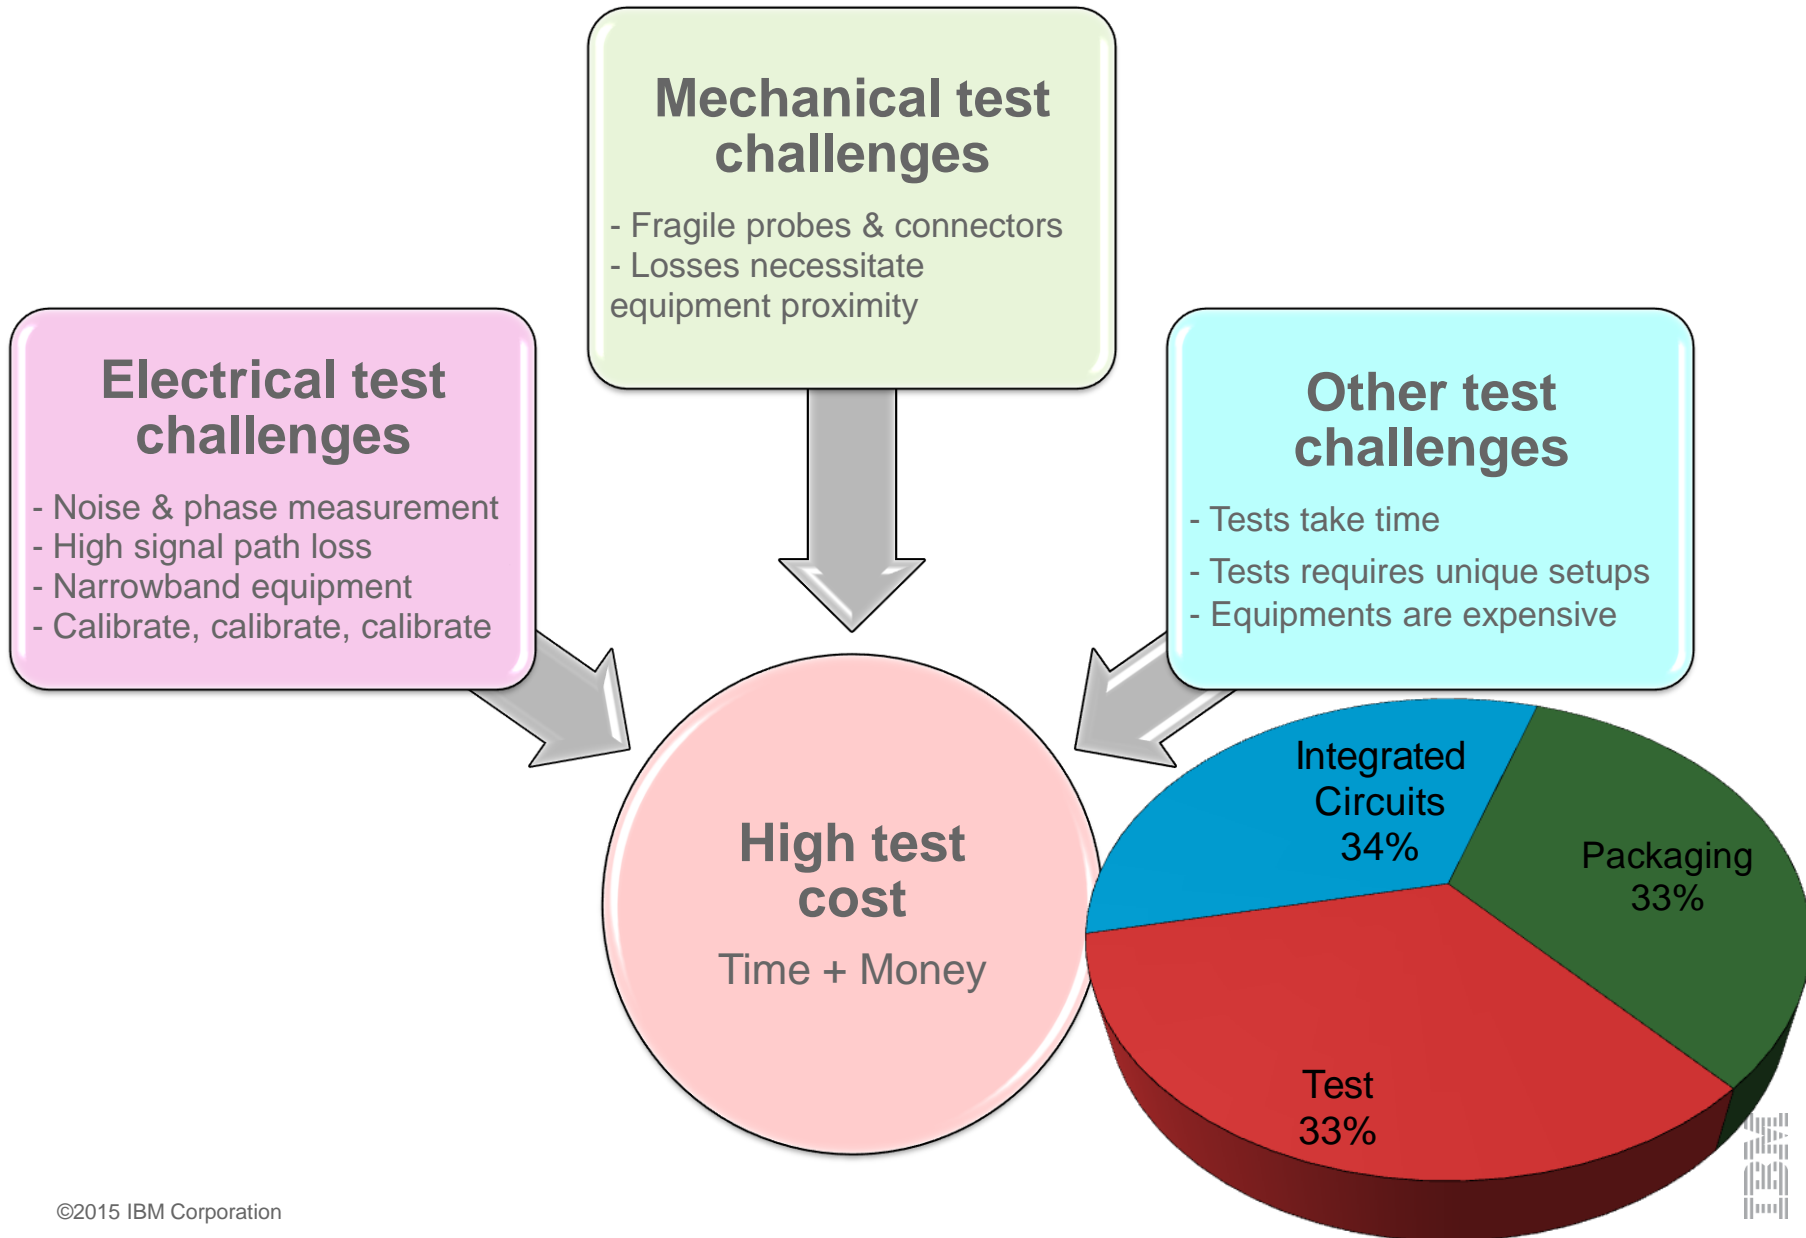 Mechanical test
challenges
- Fragile probes & connectors
- Losses necessitate
equipment proximity
Electrical test
challenges
- Noise & phase measurement
- High signal path loss
- Narrowband equipment
- Calibrate, calibrate, calibrate
Other test
challenges
- Tests take time
- Tests requires unique setups
- Equipments are expensive
High test
cost
Time + Money
Integrated
Circuits
34%
Packaging
33%
Test
33%
IBM
©2015 IBM Corporation